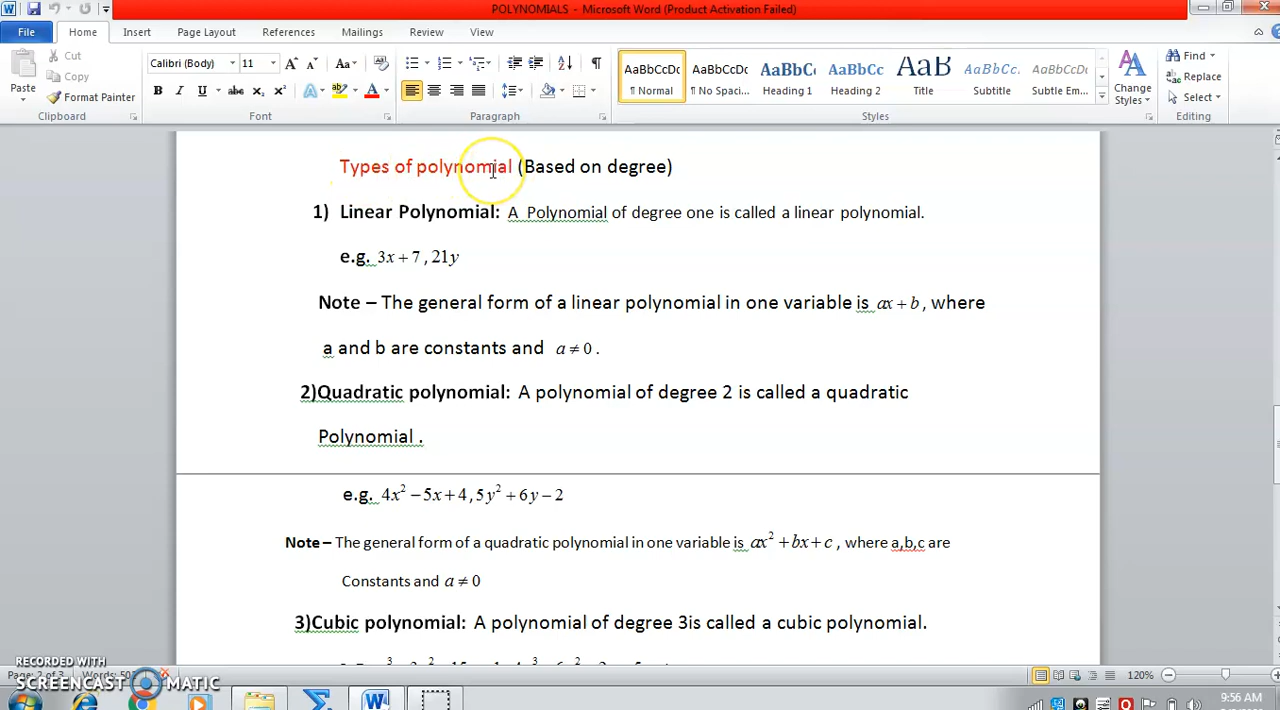 POLYNOMIALS - Microsoft Word (Product Activation Failed)
File Home Insert Page Layout References Mailings Review View
Paste Cut Copy Format Painter
Calibri (Body) 11
AaBbCcDc AaBbCcDc AaBbC AaBbCc AaB AaBbCc. AaBbCcDc
¶ Normal ¶ No Spaci... Heading 1 Heading 2 Title Subtitle Subtle Em...
Change Styles
Find Replace Select
Clipboard Font Paragraph Styles Editing
Types of polynomial (Based on degree)
1) Linear Polynomial: A Polynomial of degree one is called a linear polynomial.
e.g. 3x + 7 , 21y
Note – The general form of a linear polynomial in one variable is ax + b , where
a and b are constants and a ≠ 0 .
2)Quadratic polynomial: A polynomial of degree 2 is called a quadratic
Polynomial .
e.g. 4x² − 5x + 4 , 5y² + 6y − 2
Note – The general form of a quadratic polynomial in one variable is ax² + bx + c , where a,b,c are
Constants and a ≠ 0
3)Cubic polynomial: A polynomial of degree 3is called a cubic polynomial.
RECORDED WITH
SCREENCAST MATIC
Page: 2 of 3
120%
9:56 AM